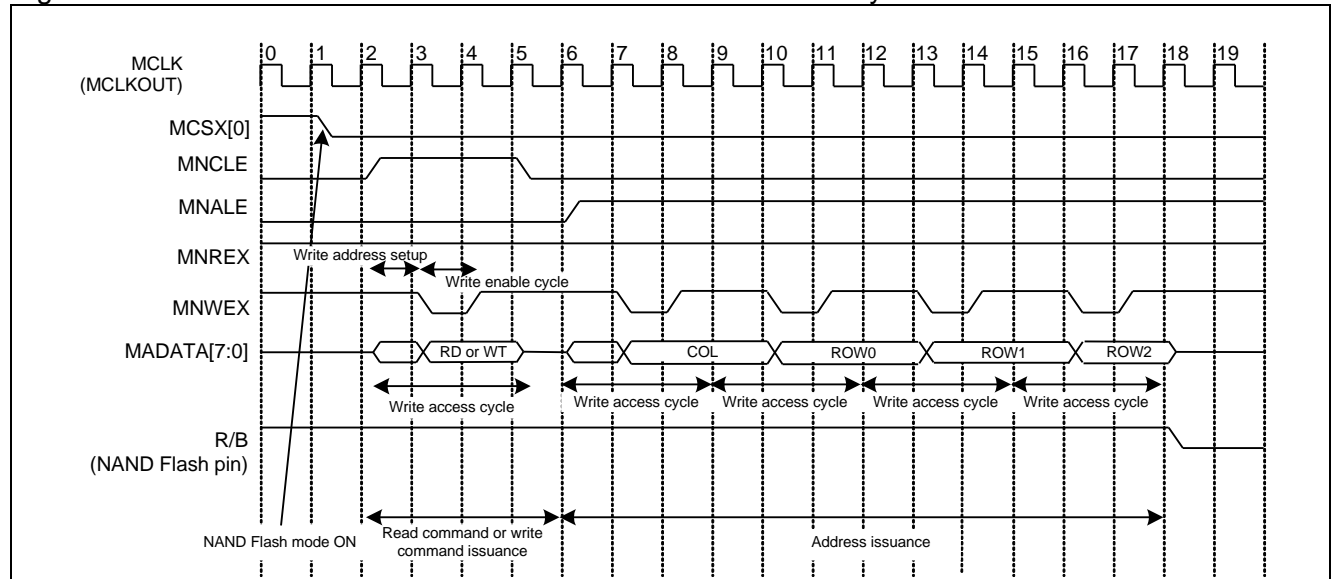 0 1 2 3 4 5 6 7 8 9 10 11 12 13 14 15 16 17 18 19
MCLK
(MCLKOUT)
MCSX[0]
MNCLE
MNALE
MNREX
Write address setup
Write enable cycle
MNWEX
MADATA[7:0]
RD or WT COL ROW0 ROW1 ROW2
Write access cycle Write access cycle Write access cycle Write access cycle Write access cycle
R/B
(NAND Flash pin)
NAND Flash mode ON
Read command or write
command issuance
Address issuance